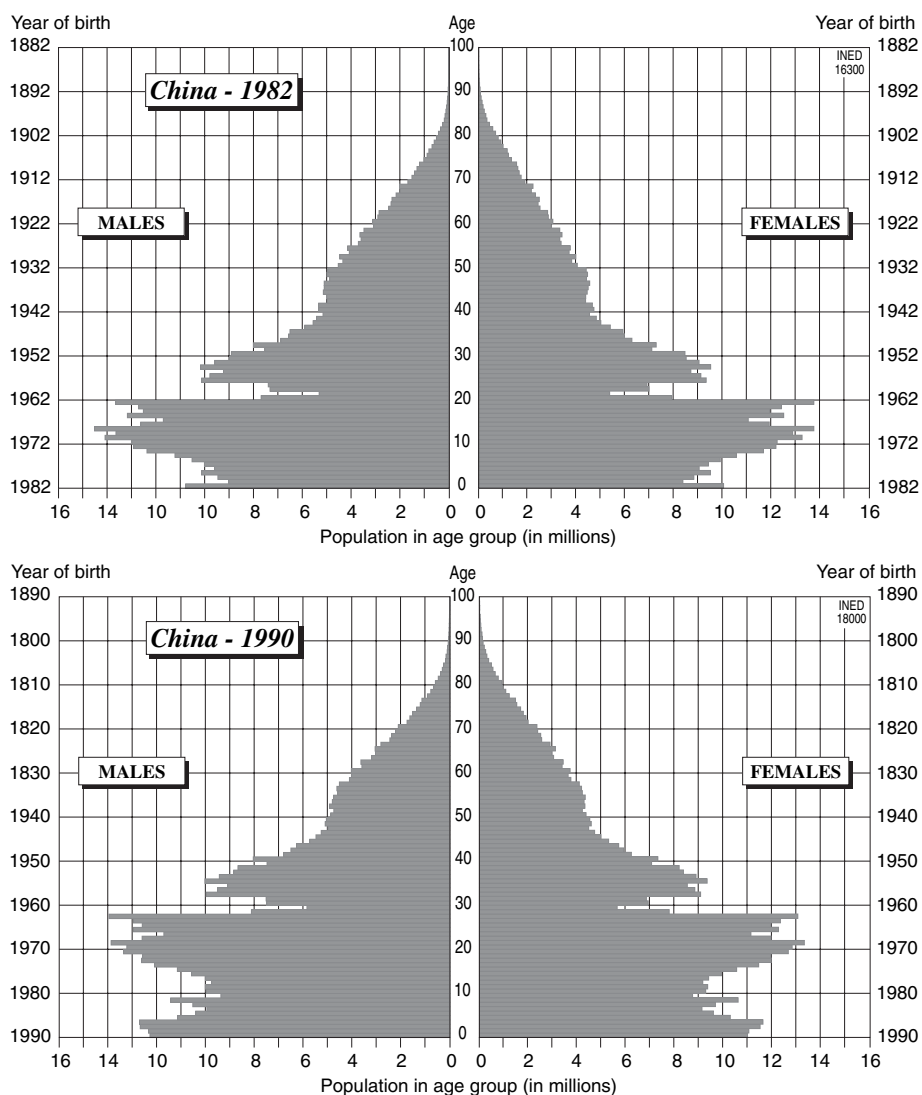 Year of birth Age Year of birth
1882 100 1882
INED
16300
China - 1982
1892 90 1892
1902 80 1902
1912 70 1912
MALES FEMALES
1922 60 1922
1932 50 1932
1942 40 1942
1952 30 1952
1962 20 1962
1972 10 1972
1982 0 1982
16 14 12 10 8 6 4 2 0 0 2 4 6 8 10 12 14 16
Population in age group (in millions)
Year of birth Age Year of birth
1890 100 1890
INED
18000
China - 1990
1800 90 1800
1810 80 1810
1820 70 1820
MALES FEMALES
1830 60 1830
1940 50 1940
1950 40 1950
1960 30 1960
1970 20 1970
1980 10 1980
1990 0 1990
16 14 12 10 8 6 4 2 0 0 2 4 6 8 10 12 14 16
Population in age group (in millions)